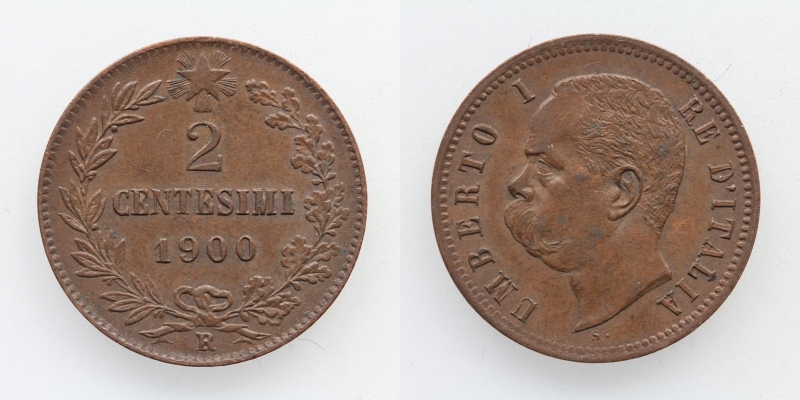 2
CENTESIMI
1900
R
UMBERTO I RE D'ITALIA
S.